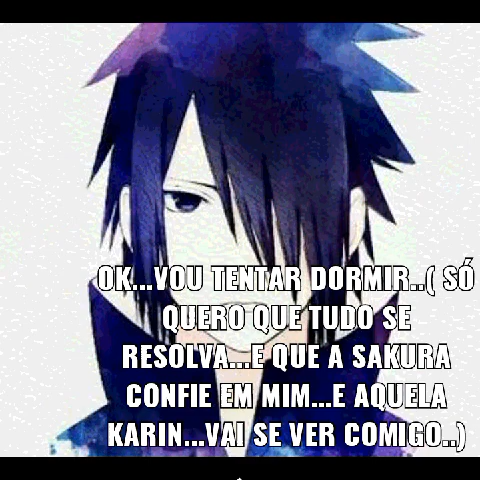 OK...VOU TENTAR DORMIR..( SÓ
QUERO QUE TUDO SE
RESOLVA...E QUE A SAKURA
CONFIE EM MIM...E AQUELA
KARIN...VAI SE VER COMIGO..)